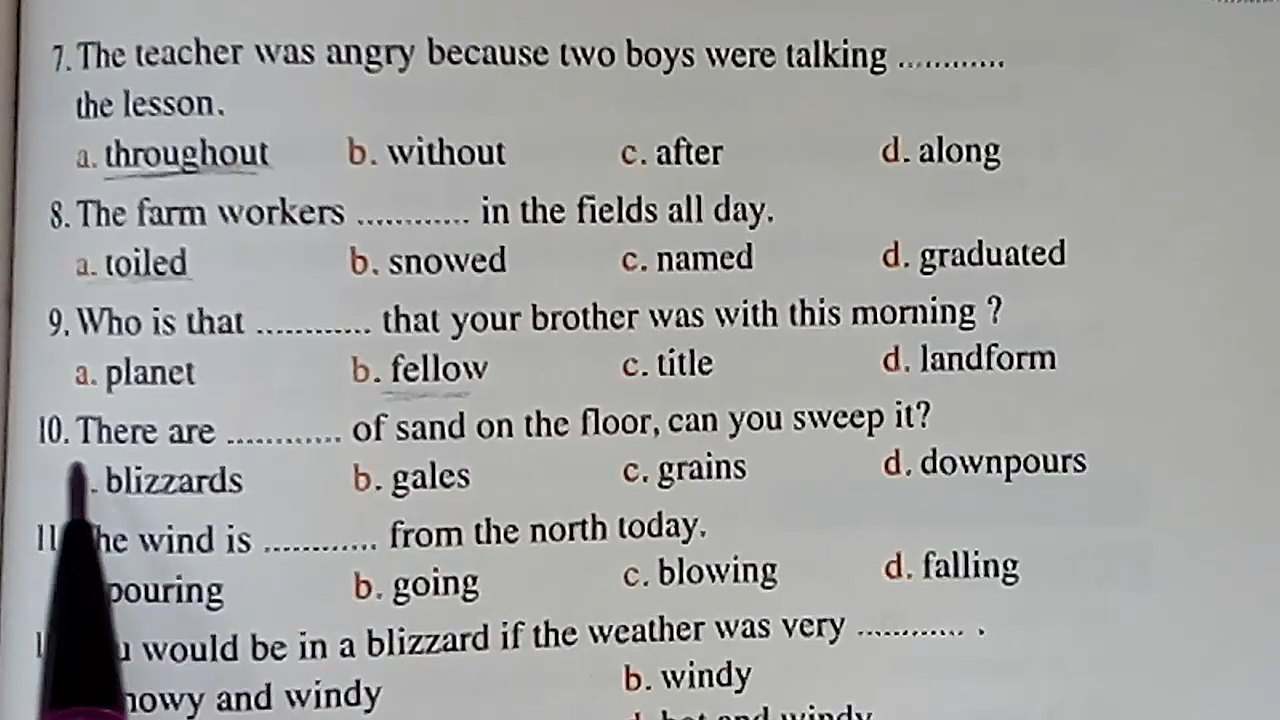 7. The teacher was angry because two boys were talking ............
the lesson.
a. throughout b. without c. after d. along
8. The farm workers ............ in the fields all day.
a. toiled b. snowed c. named d. graduated
9. Who is that ............ that your brother was with this morning ?
a. planet b. fellow c. title d. landform
10. There are ............ of sand on the floor, can you sweep it?
. blizzards b. gales c. grains d. downpours
11 he wind is ............ from the north today.
pouring b. going c. blowing d. falling
would be in a blizzard if the weather was very ............ .
b. windy
and windy
and windy